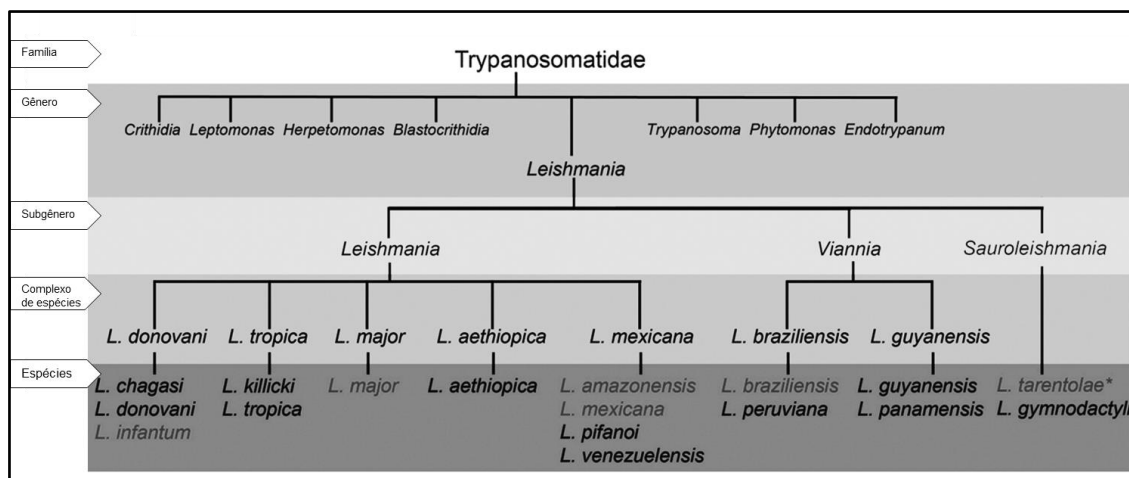 Família
Trypanosomatidae
Gênero
Crithidia Leptomonas Herpetomonas Blastocrithidia Trypanosoma Phytomonas Endotrypanum
Leishmania
Subgênero
Leishmania Viannia Sauroleishmania
Complexo
de espécies
L. donovani L. tropica L. major L. aethiopica L. mexicana L. braziliensis L. guyanensis
Espécies
L. chagasi L. killicki L. major L. aethiopica L. amazonensis L. braziliensis L. guyanensis L. tarentolae*
L. donovani L. tropica L. mexicana L. peruviana L. panamensis L. gymnodactyli
L. infantum L. pifanoi
L. venezuelensis